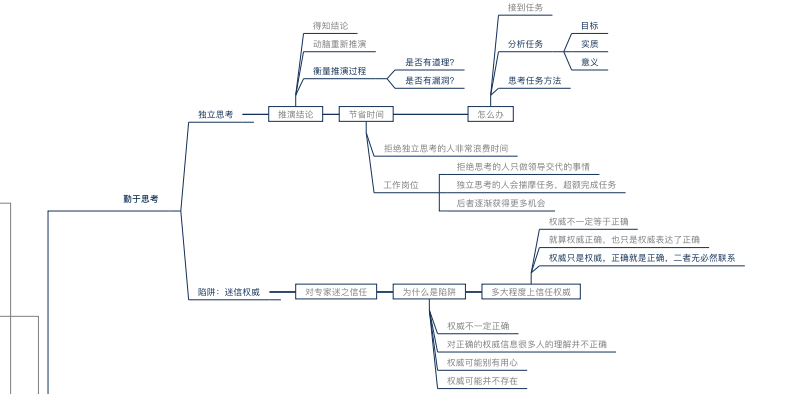 接到任务
得知结论
目标
动脑重新推演
分析任务
实质
是否有道理？
意义
衡量推演过程
是否有漏洞？
思考任务方法
独立思考
推演结论
节省时间
怎么办
拒绝独立思考的人非常浪费时间
拒绝思考的人只做领导交代的事情
工作岗位
独立思考的人会揣摩任务，超额完成任务
后者逐渐获得更多机会
勤于思考
权威不一定等于正确
就算权威正确，也只是权威表达了正确
权威只是权威，正确就是正确，二者无必然联系
陷阱：迷信权威
对专家迷之信任
为什么是陷阱
多大程度上信任权威
权威不一定正确
对正确的权威信息很多人的理解并不正确
权威可能别有用心
权威可能并不存在